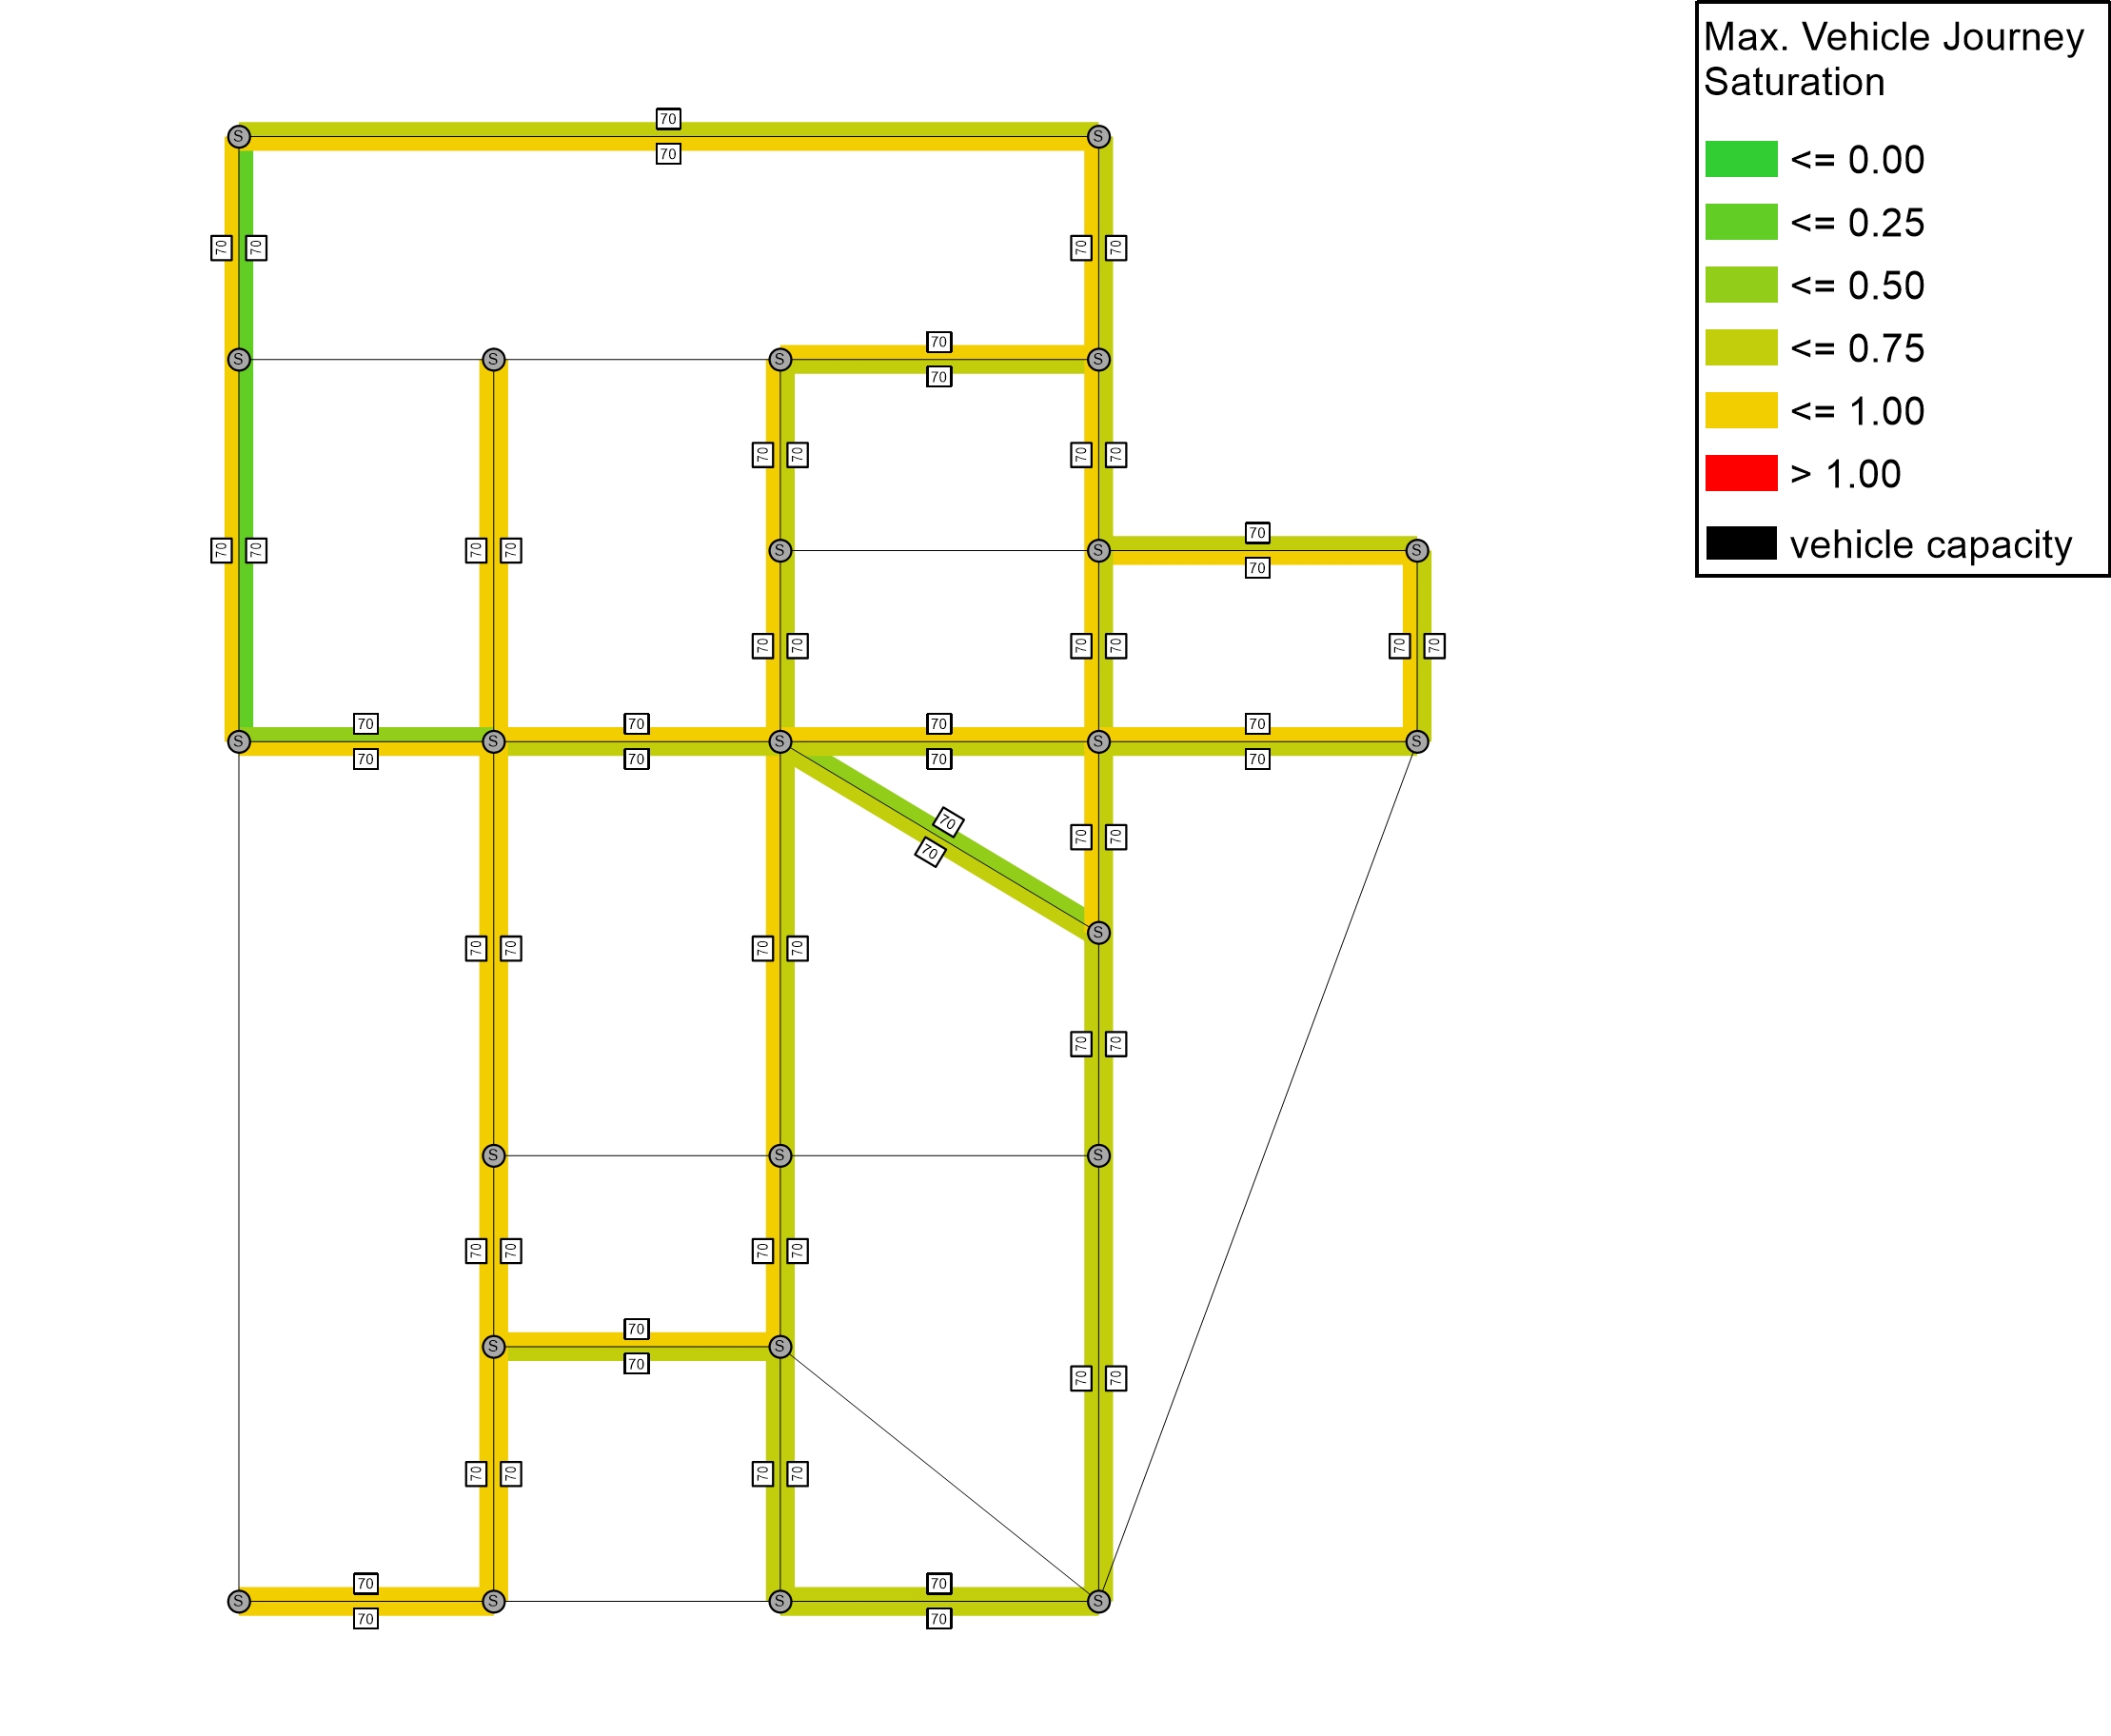 Max. Vehicle Journey
Saturation
<= 0.00
<= 0.25
<= 0.50
<= 0.75
<= 1.00
> 1.00
vehicle capacity
70
S S
70
70 70 70 70
70
S S S S
70
70 70 70 70
70
70 70 70 70 S S S
70
70 70 70 70 70 70
70 70 70 70
S S S S S
70 70 70 70
70
70 70
70
S
70 70 70 70
70 70
S S S
70 70 70 70
70
S S
70
70 70
70 70 70 70
70 70
S S S S
70 70